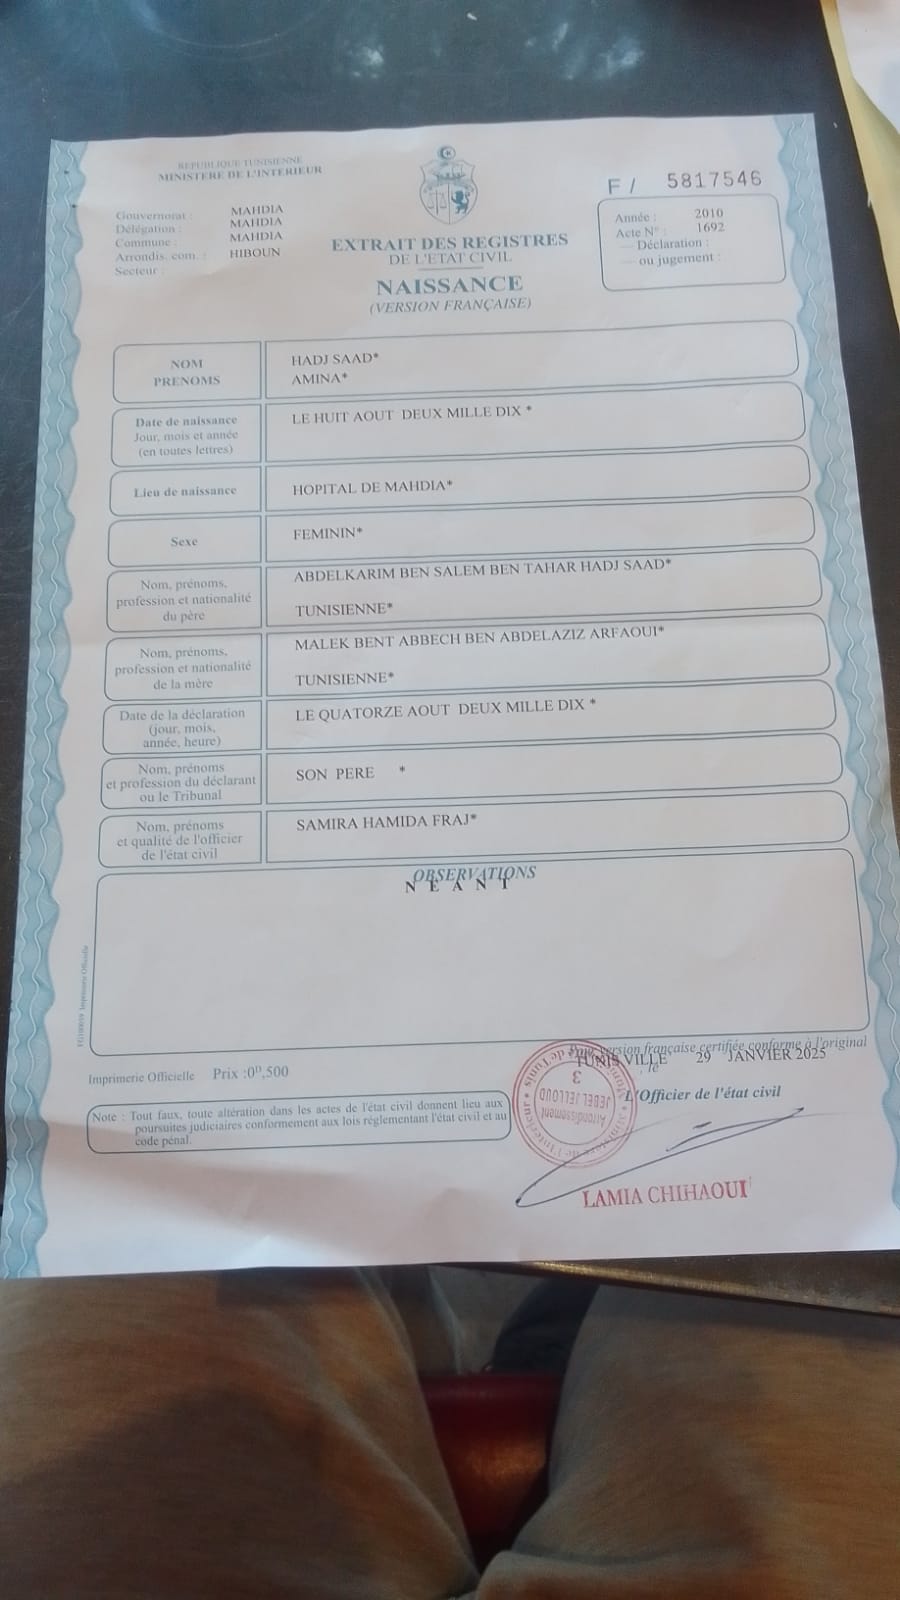 REPUBLIQUE TUNISIENNE
MINISTERE DE L'INTERIEUR
F / 5817546
Gouvernorat : MAHDIA
Délégation : MAHDIA
Commune : MAHDIA
Arrondis. com. : HIBOUN
Secteur :
EXTRAIT DES REGISTRES
DE L'ETAT CIVIL
NAISSANCE
(VERSION FRANÇAISE)
Année : 2010
Acte N° : 1692
Déclaration :
ou jugement :
NOM
PRENOMS
HADJ SAAD*
AMINA*
Date de naissance
Jour, mois et année
(en toutes lettres)
LE HUIT AOUT DEUX MILLE DIX *
Lieu de naissance
HOPITAL DE MAHDIA*
Sexe
FEMININ*
Nom, prénoms,
profession et nationalité
du père
ABDELKARIM BEN SALEM BEN TAHAR HADJ SAAD*
TUNISIENNE*
Nom, prénoms,
profession et nationalité
de la mère
MALEK BENT ABBECH BEN ABDELAZIZ ARFAOUI*
TUNISIENNE*
Date de la déclaration
(jour, mois,
année, heure)
LE QUATORZE AOUT DEUX MILLE DIX *
Nom, prénoms
et profession du déclarant
ou le Tribunal
SON PERE *
Nom, prénoms
et qualité de l'officier
de l'état civil
SAMIRA HAMIDA FRAJ*
OBSERVATIONS
N E A N T
Imprimerie Officielle
Imprimerie Officielle Prix :0ᴰ,500
Note : Tout faux, toute altération dans les actes de l'état civil donnent lieu aux
poursuites judiciaires conformement aux lois réglementant l'état civil et au
code pénal.
Pour version française certifiée conforme à l'original
TUNIS VILLE , le 29 JANVIER 2025
L'Officier de l'état civil
de Tunis
3
JEBEL JELLOUD
Arrondissement
Ministère de l'Intérieur
LAMIA CHIHAOUI